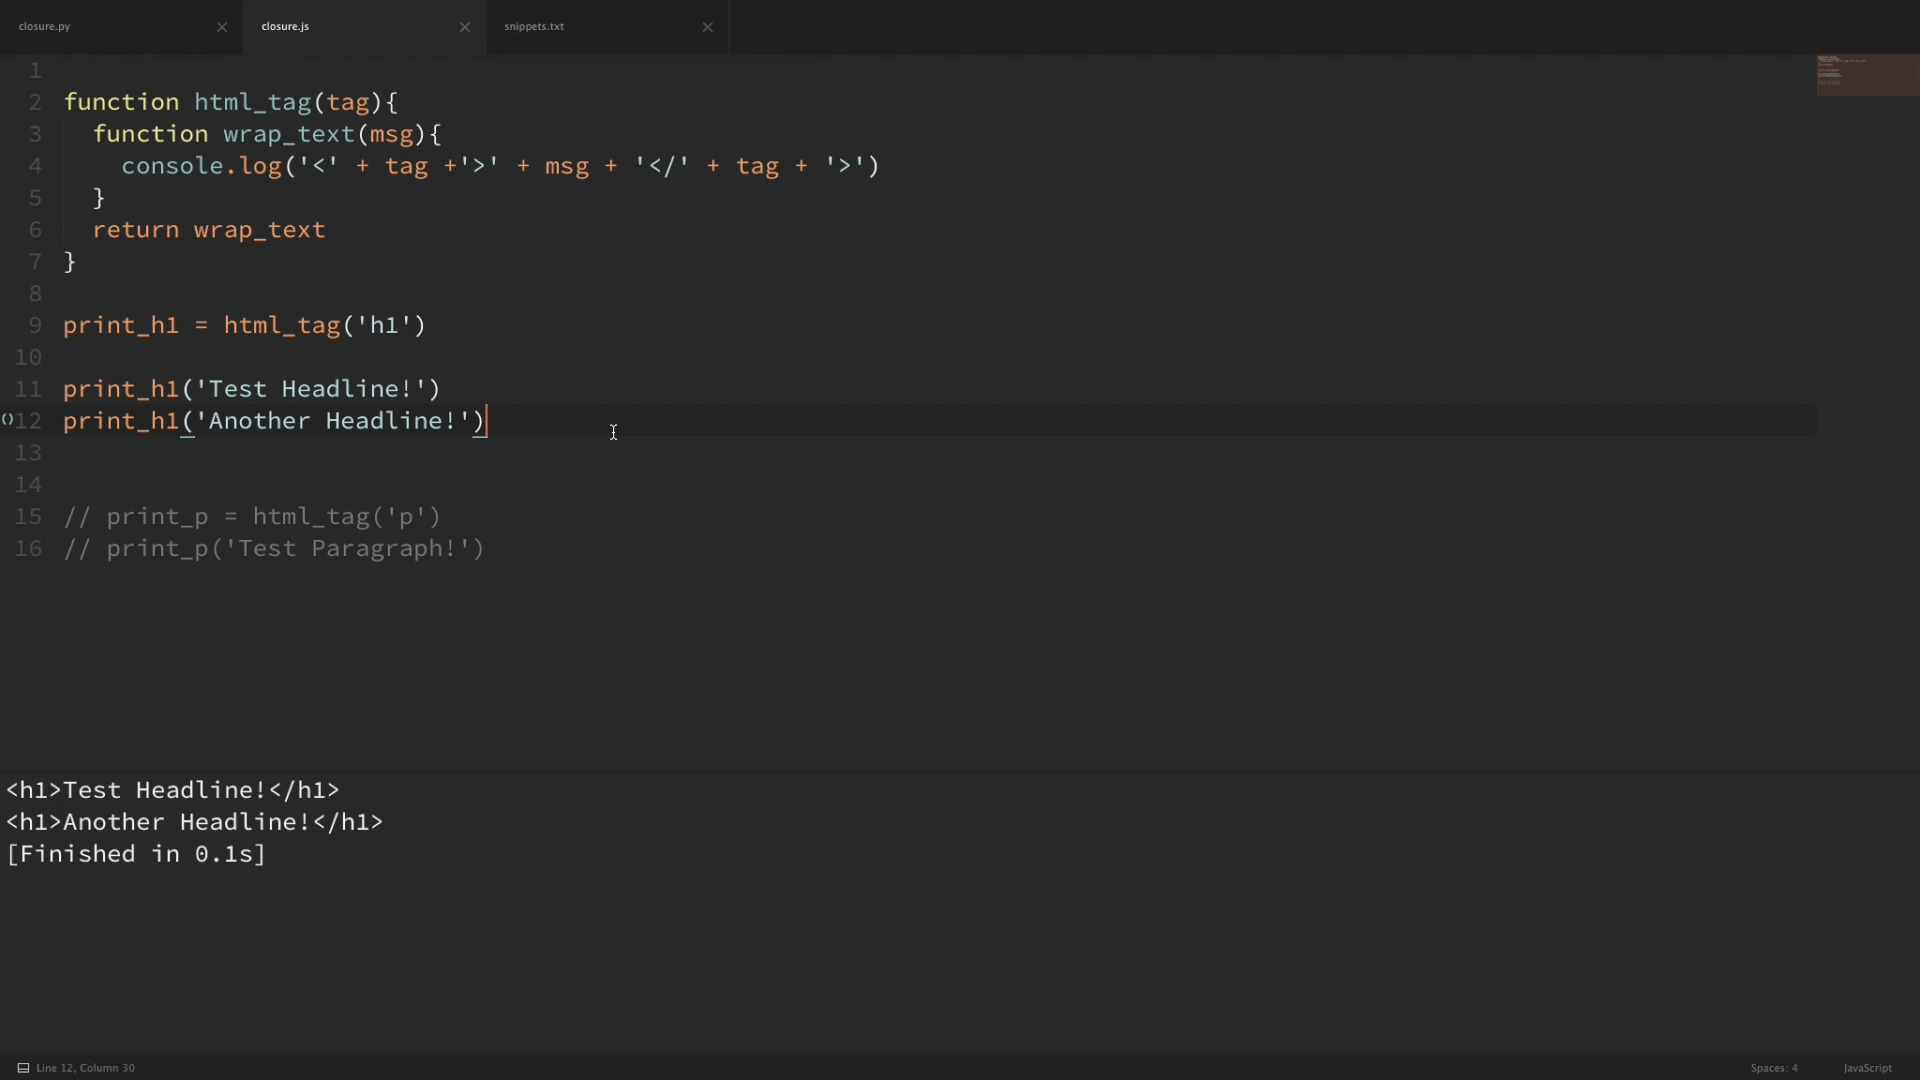 closure.py
closure.js
snippets.txt
1
2 function html_tag(tag){
3 function wrap_text(msg){
4 console.log('<' + tag +'>' + msg + '</' + tag + '>')
5 }
6 return wrap_text
7 }
8
9 print_h1 = html_tag('h1')
10
11 print_h1('Test Headline!')
12 print_h1('Another Headline!')
13
14
15 // print_p = html_tag('p')
16 // print_p('Test Paragraph!')
<h1>Test Headline!</h1>
<h1>Another Headline!</h1>
[Finished in 0.1s]
Line 12, Column 30
Spaces: 4
JavaScript